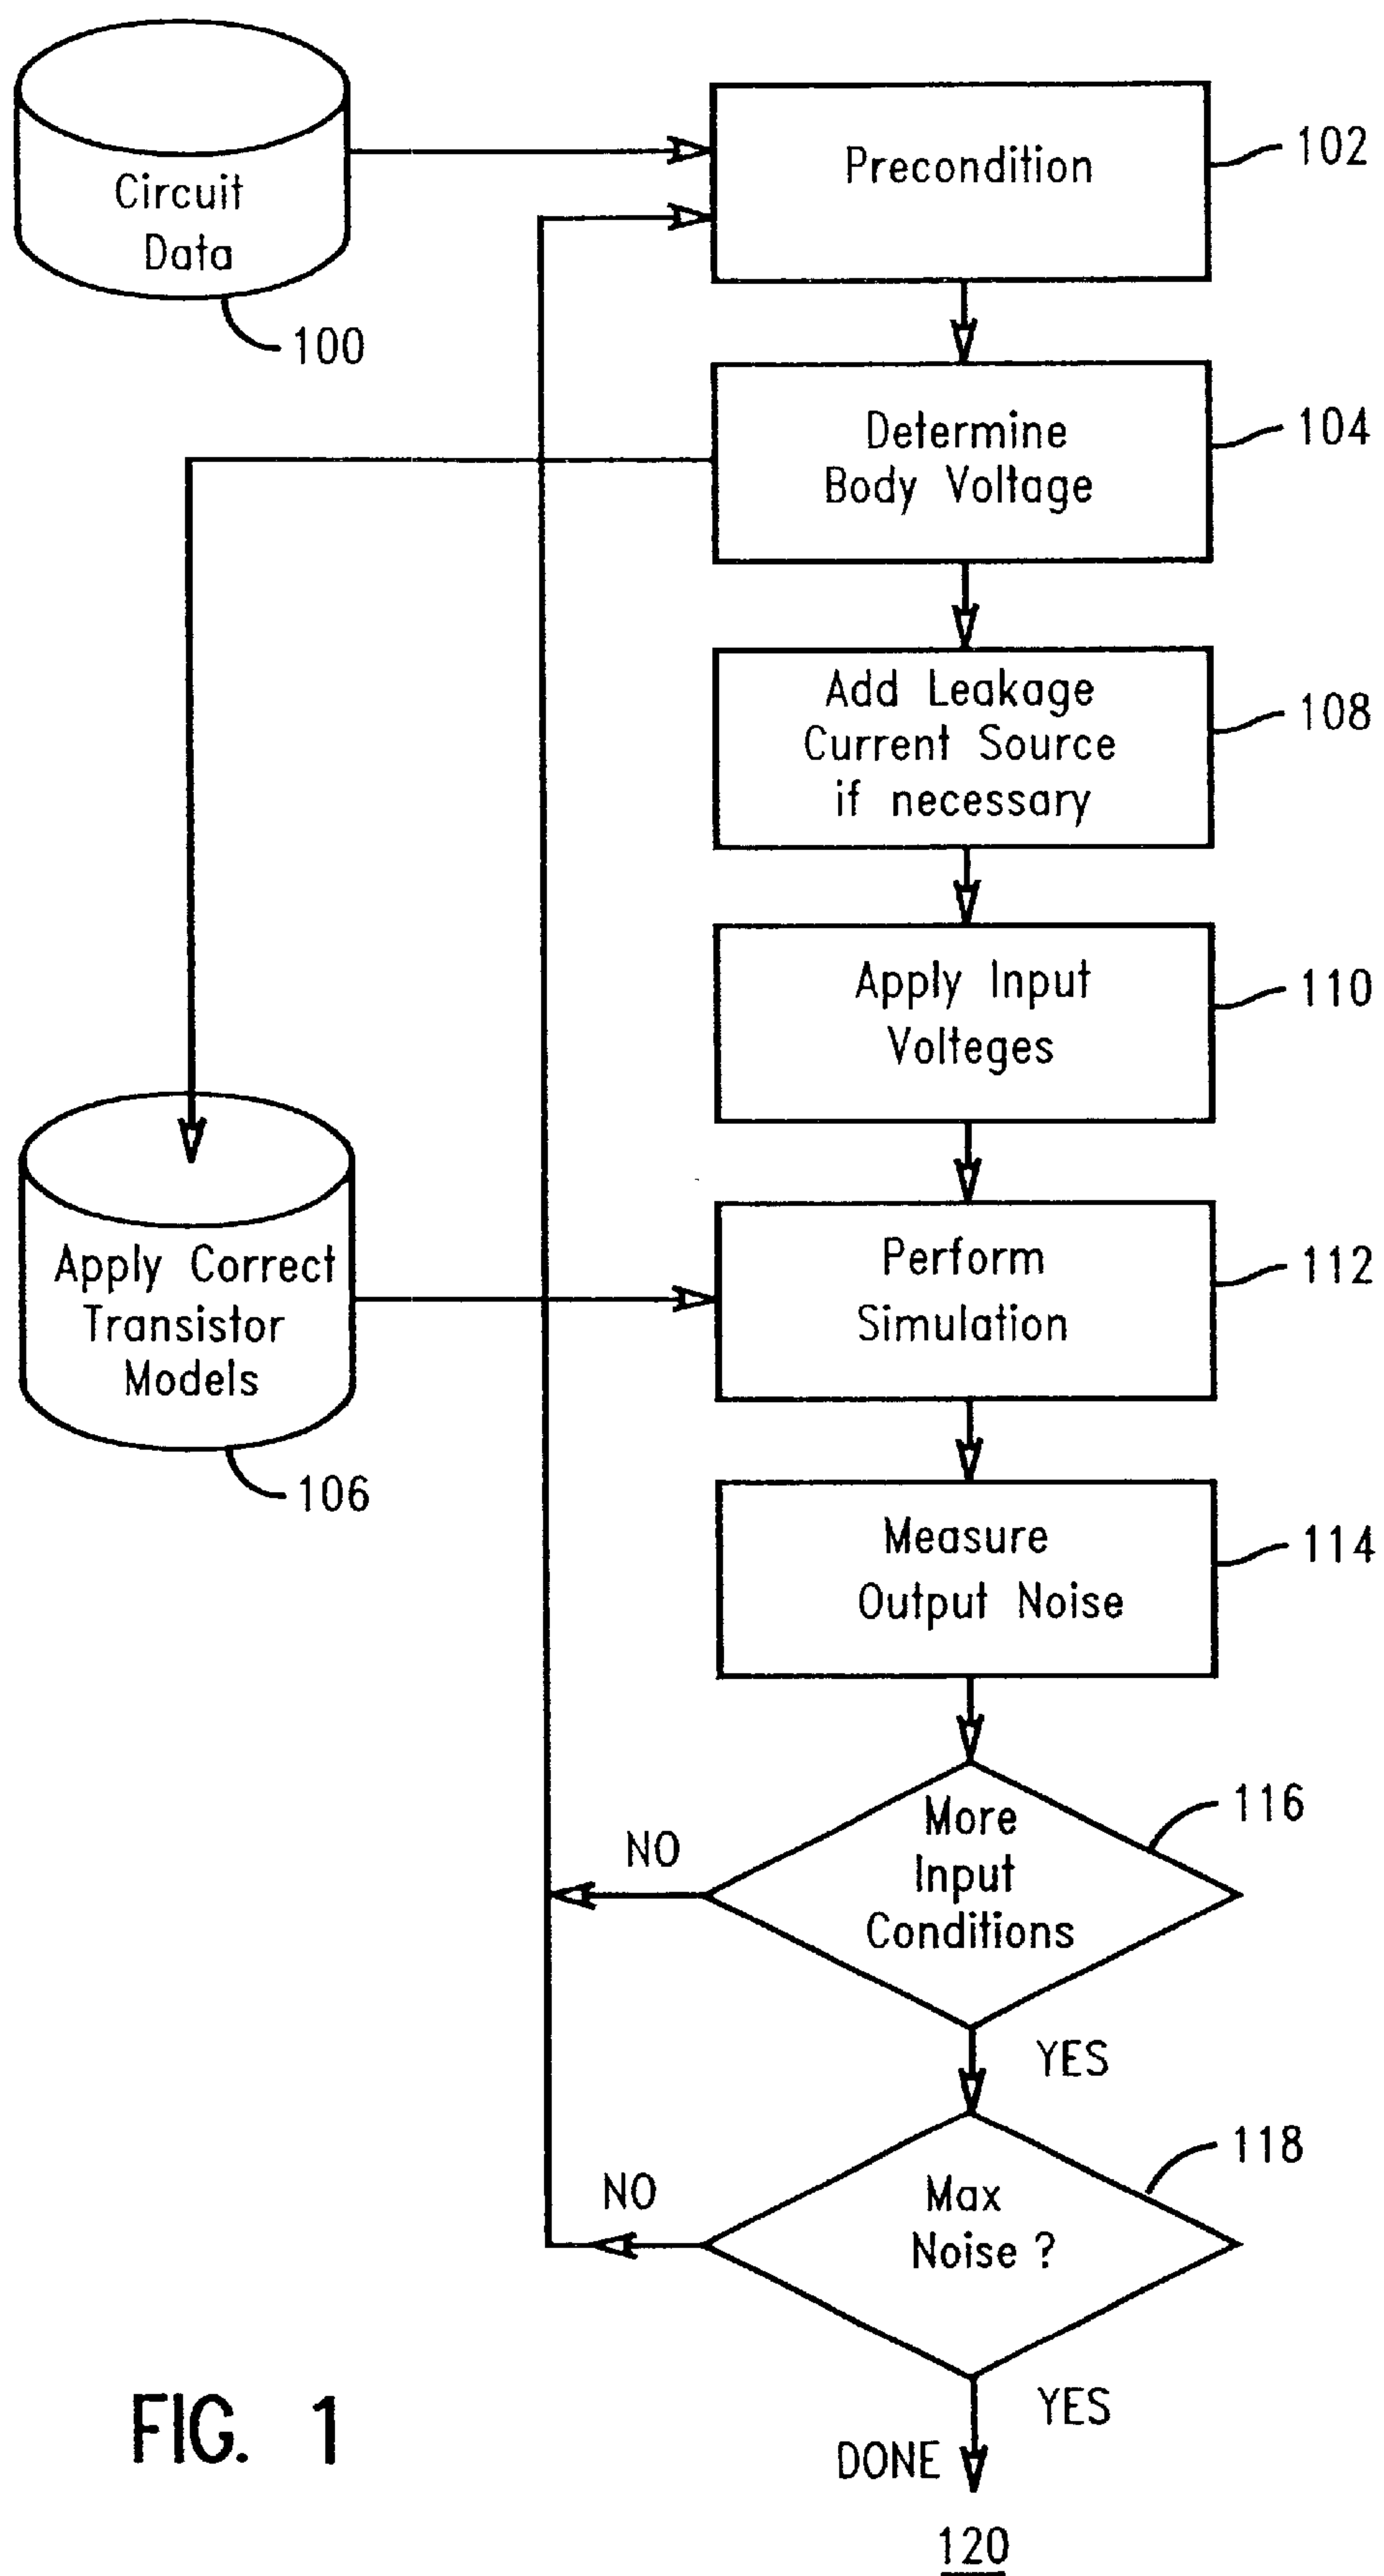 Circuit
Data
100
Precondition
102
Determine
Body Voltage
104
Add Leakage
Current Source
if necessary
108
Apply Input
Volteges
110
Apply Correct
Transistor
Models
106
Perform
Simulation
112
Measure
Output Noise
114
More
Input
Conditions
116
NO
YES
Max
Noise ?
118
NO
YES
DONE
120
FIG. 1